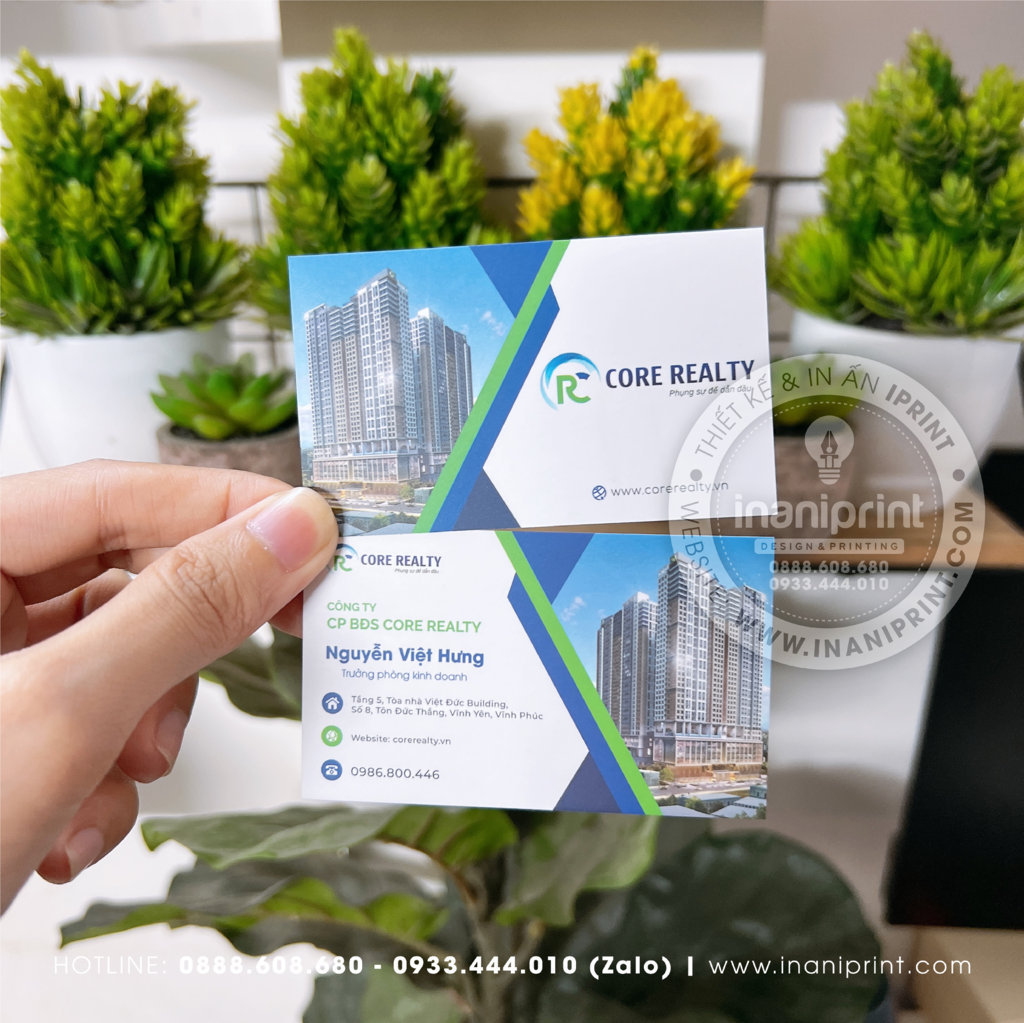 CORE REALTY
Phụng sự để dẫn đầu
www.corerealty.vn
CORE REALTY
Phụng sự để dẫn đầu
CÔNG TY
CP BĐS CORE REALTY
Nguyễn Việt Hưng
Trưởng phòng kinh doanh
Tầng 5, Tòa nhà Việt Đức Building,
Số 8, Tôn Đức Thắng, Vĩnh Yên, Vĩnh Phúc
Website: corerealty.vn
0986.800.446
THIẾT KẾ & IN ẤN IPRINT
inaniprint
DESIGN & PRINTING
0888.608.680
0933.444.010
WEBSITE: WWW.INANIPRINT.COM
HOTLINE: 0888.608.680 - 0933.444.010 (Zalo) | www.inaniprint.com